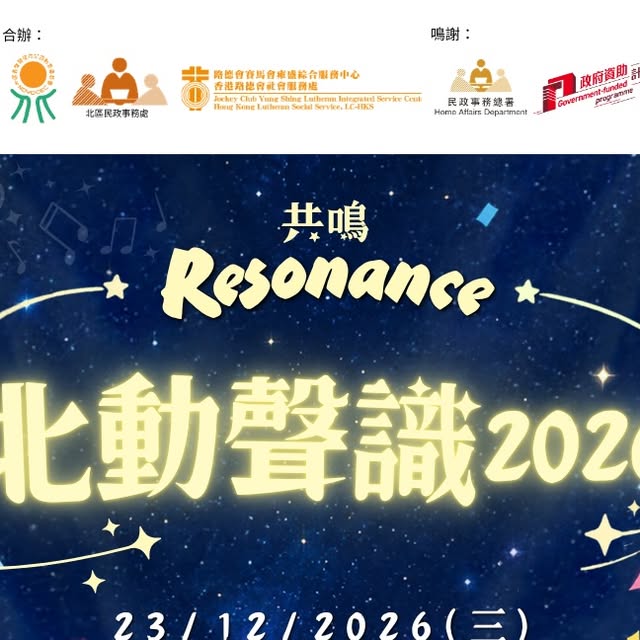 合辦：
鳴謝：
北區民政事務處
路德會賽馬會雍盛綜合服務中心
香港路德會社會服務處
Jockey Club Yung Shing Lutheran Integrated Service Cent
Hong Kong Lutheran Social Service, LC-HKS
民政事務總署
Home Affairs Department
政府資助計
Government-funded
programme
共鳴
Resonance
北動聲識2026
23/12/2026(三)